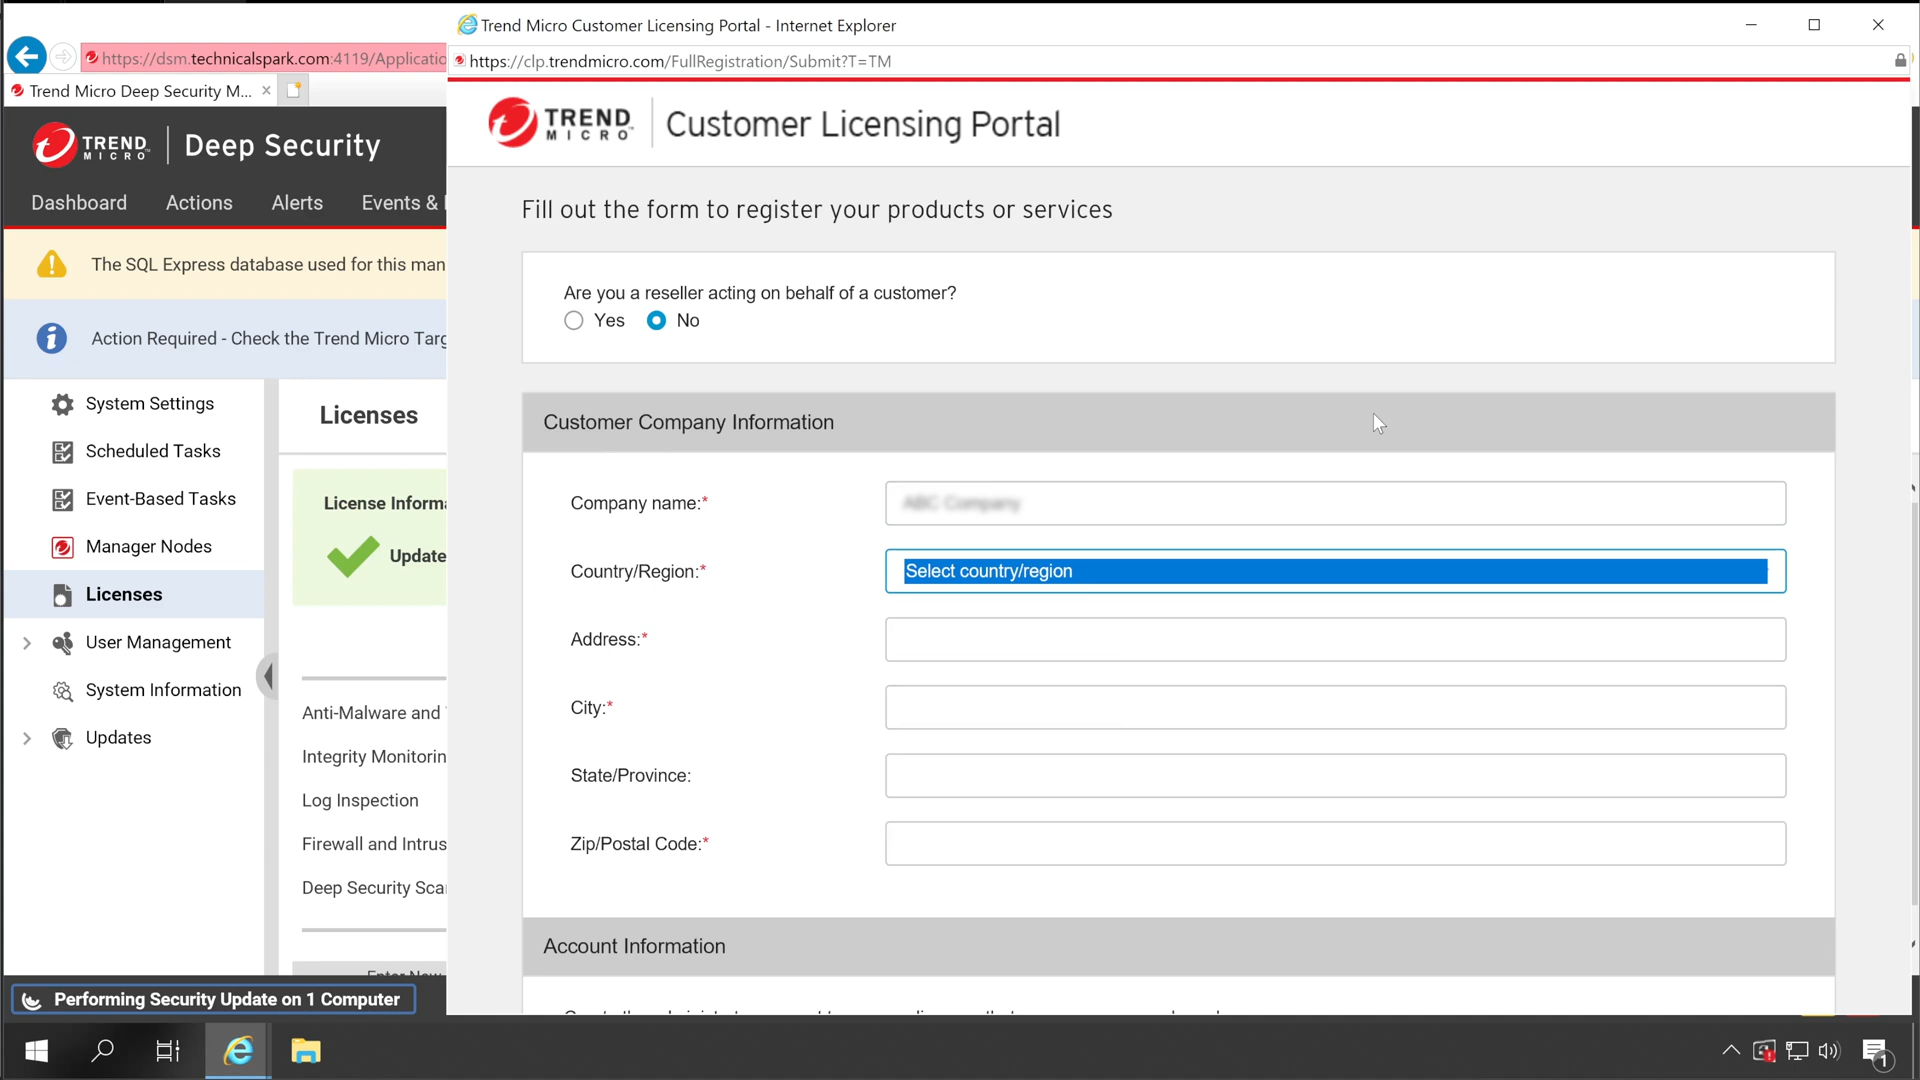 Trend Micro Customer Licensing Portal - Internet Explorer
https://dsm.technicalspark.com:4119/Applicatio
https://clp.trendmicro.com/FullRegistration/Submit?T=TM
Trend Micro Deep Security M...
TREND MICRO
Deep Security
Dashboard
Actions
Alerts
Events &
The SQL Express database used for this man
Action Required - Check the Trend Micro Targ
System Settings
Scheduled Tasks
Event-Based Tasks
Manager Nodes
Licenses
User Management
System Information
Updates
Licenses
License Informa
Update
Anti-Malware and
Integrity Monitorin
Log Inspection
Firewall and Intrus
Deep Security Sca
Performing Security Update on 1 Computer
TREND MICRO
Customer Licensing Portal
Fill out the form to register your products or services
Are you a reseller acting on behalf of a customer?
Yes
No
Customer Company Information
Company name:*
ABC Company
Country/Region:*
Select country/region
Address:*
City:*
State/Province:
Zip/Postal Code:*
Account Information
1